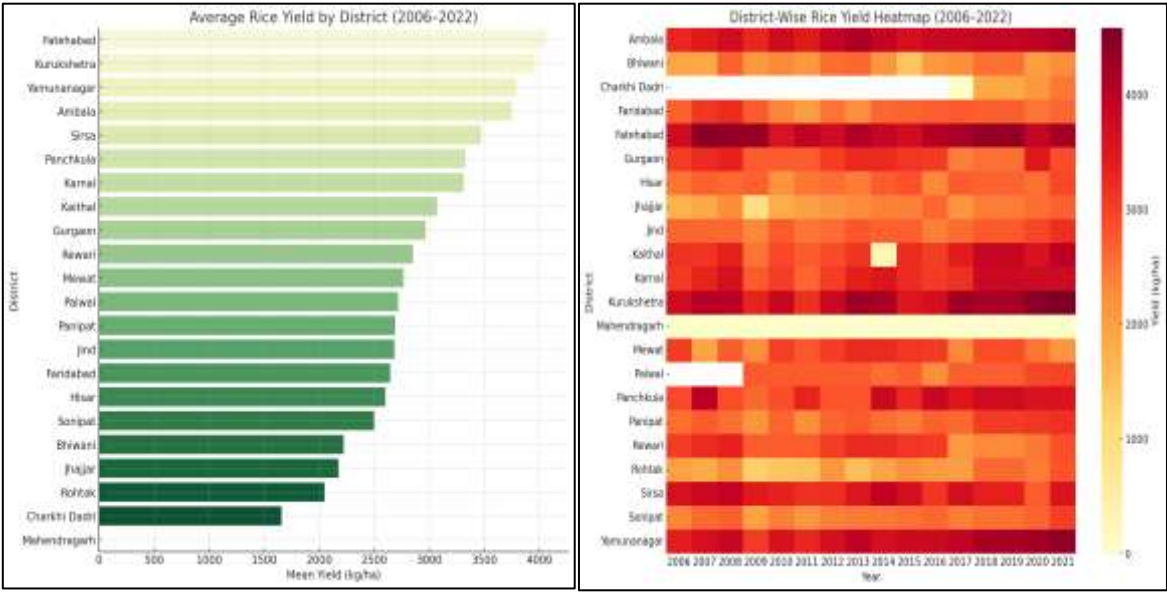 Average Rice Yield by District (2006-2022)
District
Fatehabad
Kurukshetra
Yamunanagar
Ambala
Sirsa
Panchkula
Karnal
Kaithal
Gurgaon
Rewari
Mewat
Palwal
Panipat
Jind
Faridabad
Hisar
Sonipat
Bhiwani
Jhajjar
Rohtak
Charkhi Dadri
Mahendragarh
0 500 1000 1500 2000 2500 3000 3500 4000
Mean Yield (kg/ha)
District-Wise Rice Yield Heatmap (2006-2022)
District
Ambala
Bhiwani
Charkhi Dadri
Faridabad
Fatehabad
Gurgaon
Hisar
Jhajjar
Jind
Kaithal
Karnal
Kurukshetra
Mahendragarh
Mewat
Palwal
Panchkula
Panipat
Rewari
Rohtak
Sirsa
Sonipat
Yamunanagar
2006 2007 2008 2009 2010 2011 2012 2013 2014 2015 2016 2017 2018 2019 2020 2021
Year
4000
3000
2000
1000
0
Yield (kg/ha)